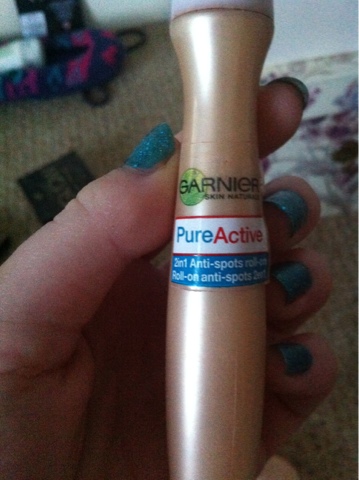 GARNIER
SKIN NATURALS
PureActive
2in1 Anti-spots roll-on
Roll-on anti-spots 2en1